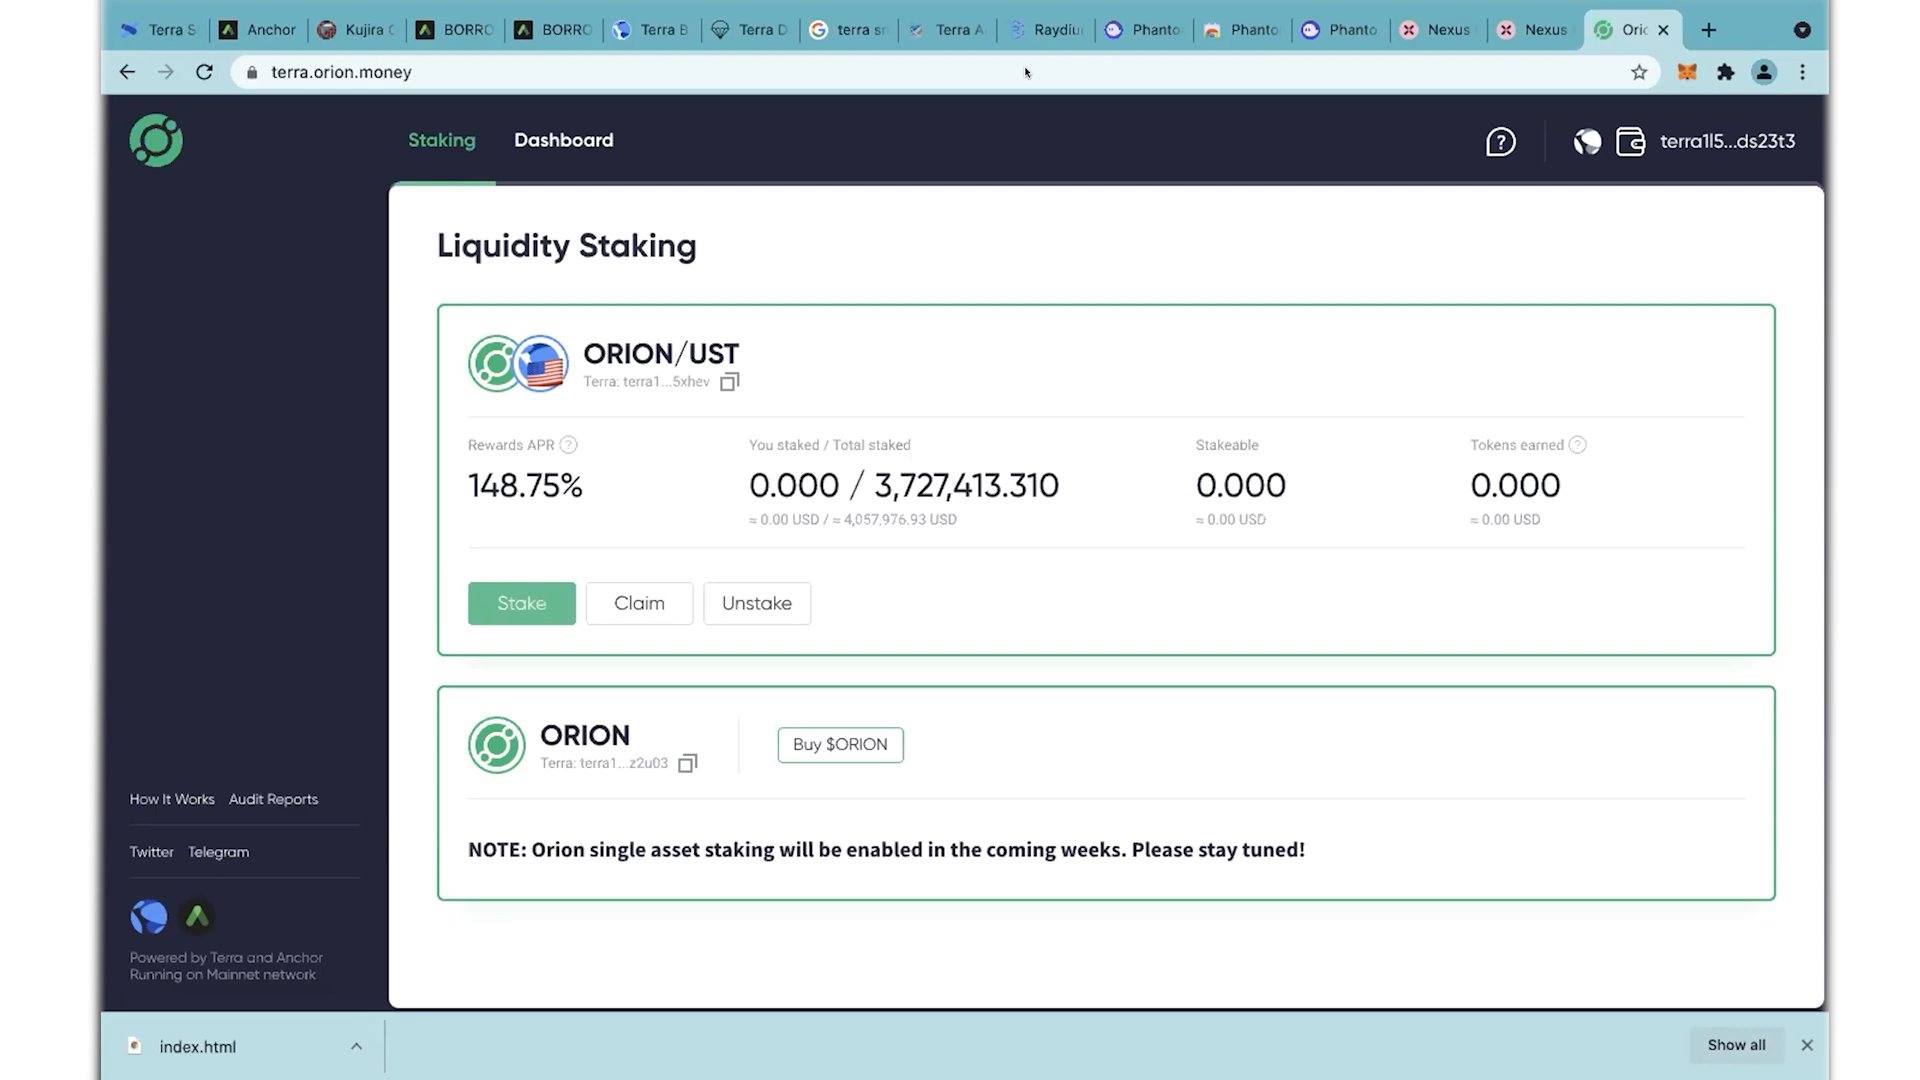 Terra S
Anchor
Kujira
BORRO
BORRO
Terra B
Terra D
terra sm
Terra A
Raydiu
Phanto
Phanto
Phanto
Nexus
Nexus
Orio
terra.orion.money
Staking
Dashboard
terra1l5...ds23t3
Liquidity Staking
ORION/UST
Terra: terra1...5xhev
Rewards APR
You staked / Total staked
Stakeable
Tokens earned
148.75%
0.000 / 3,727,413.310
0.000
0.000
≈ 0.00 USD / ≈ 4,057,976.93 USD
≈ 0.00 USD
≈ 0.00 USD
Stake
Claim
Unstake
ORION
Terra: terra1...z2u03
Buy $ORION
NOTE: Orion single asset staking will be enabled in the coming weeks. Please stay tuned!
How It Works
Audit Reports
Twitter
Telegram
Powered by Terra and Anchor
Running on Mainnet network
index.html
Show all